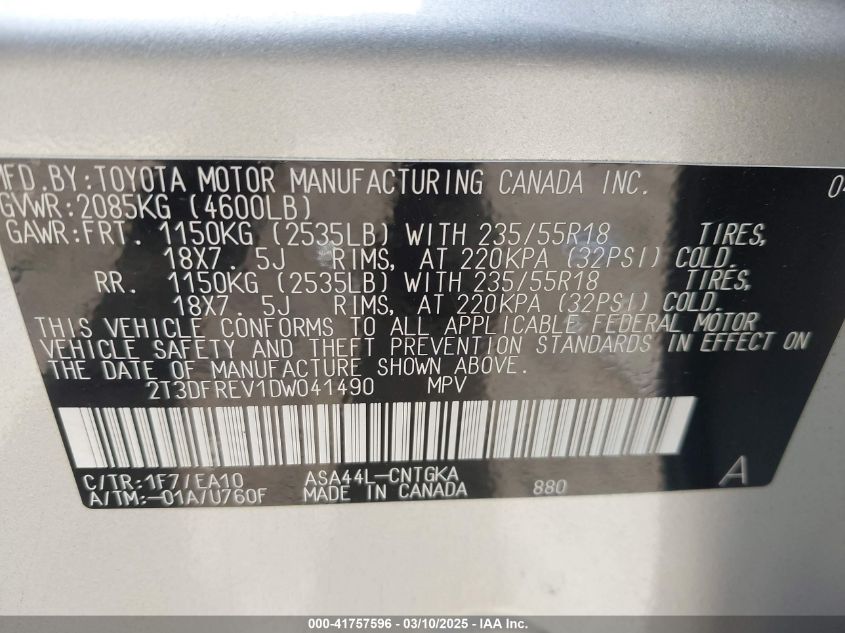 MFD.BY:TOYOTA MOTOR MANUFACTURING CANADA INC. 04
GVWR:2085KG (4600LB)
GAWR:FRT. 1150KG (2535LB) WITH 235/55R18 TIRES,
18X7. 5J RIMS, AT 220KPA (32PSI) COLD.
RR. 1150KG (2535LB) WITH 235/55R18 TIRES,
18X7. 5J RIMS, AT 220KPA (32PSI) COLD.
THIS VEHICLE CONFORMS TO ALL APPLICABLE FEDERAL MOTOR
VEHICLE SAFETY AND THEFT PREVENTION STANDARDS IN EFFECT ON
THE DATE OF MANUFACTURE SHOWN ABOVE.
2T3DFREV1DW041490 MPV
C/TR:1F7/EA10 ASA44L-CNTGKA A
A/TM:-01A/U760F MADE IN CANADA 880
000-41757596 - 03/10/2025 - IAA Inc.